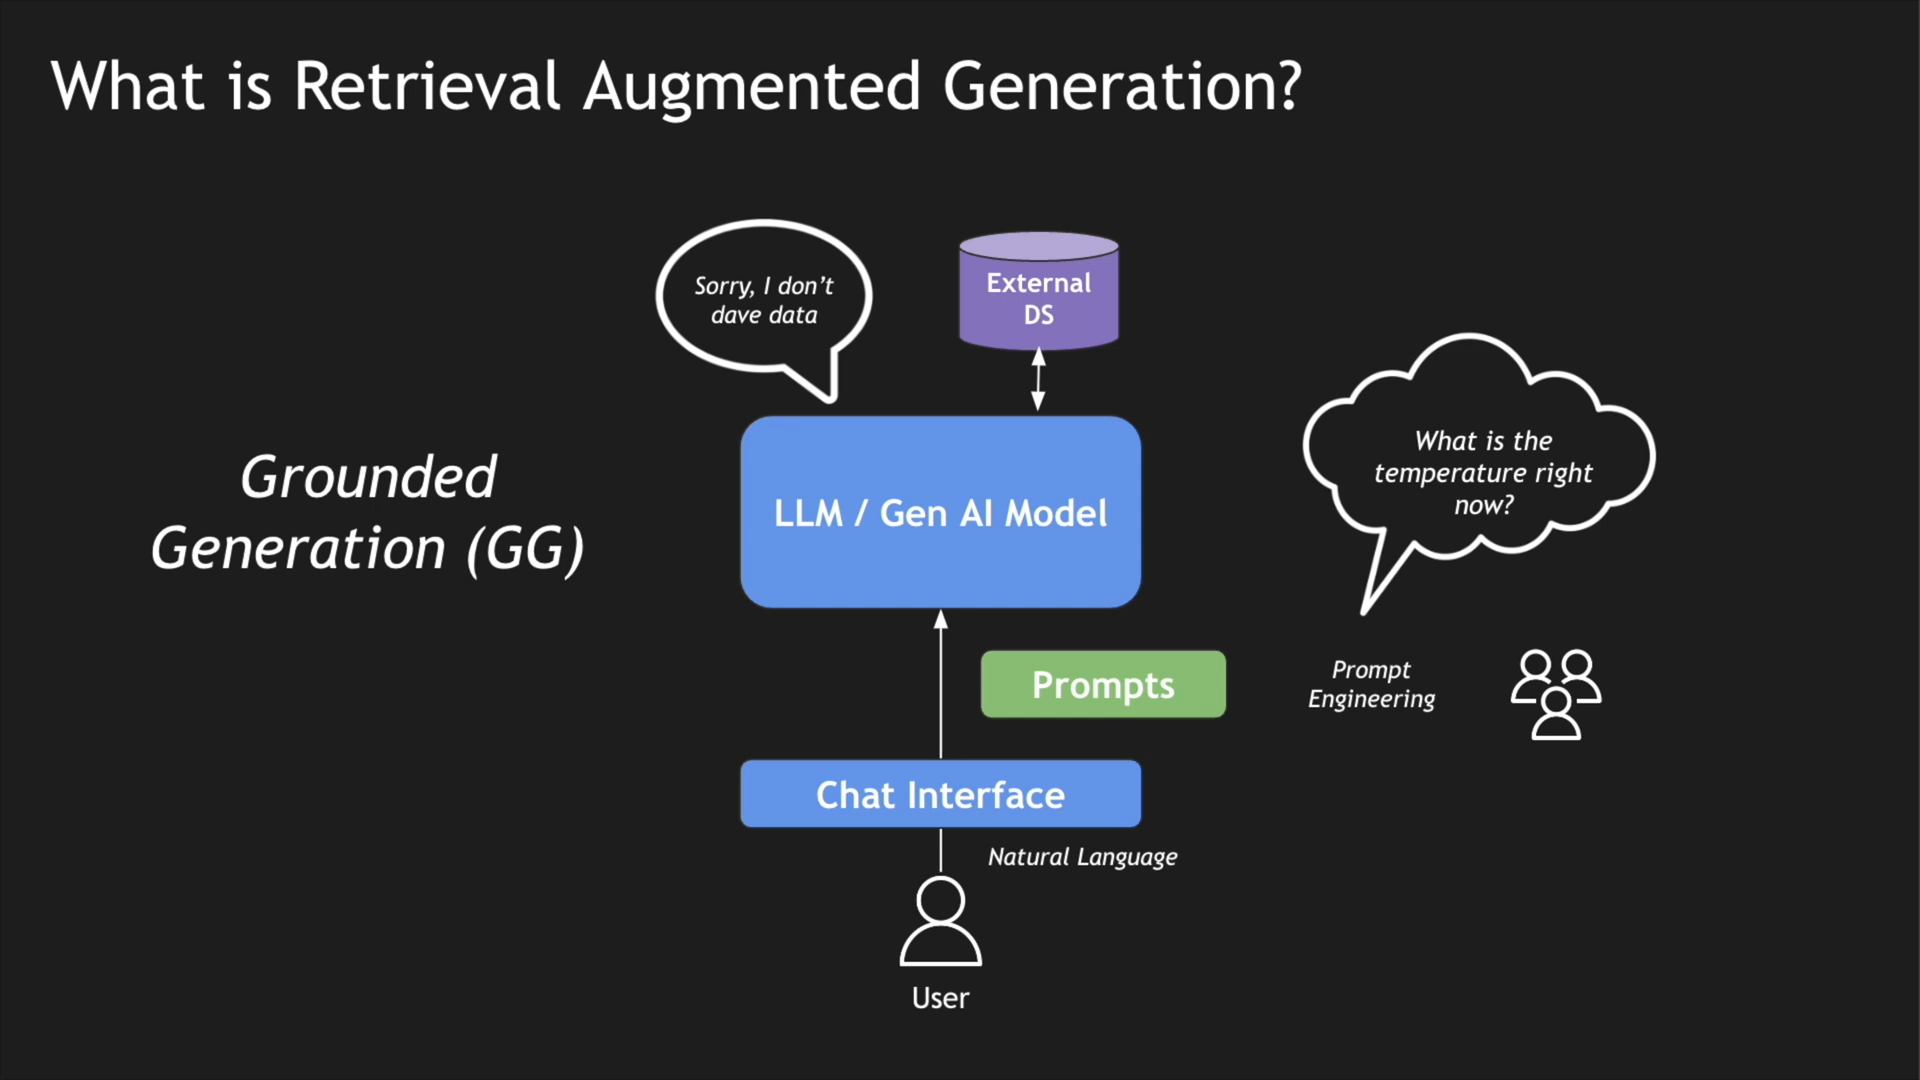 What is Retrieval Augmented Generation?
Sorry, I don't
dave data
External
DS
What is the
temperature right
now?
Grounded
Generation (GG)
LLM / Gen AI Model
Prompts
Prompt
Engineering
Chat Interface
Natural Language
User